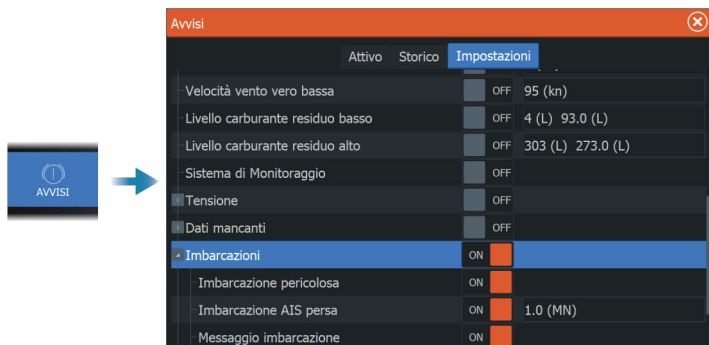 Avvisi
Attivo Storico Impostazioni
Velocità vento vero bassa OFF 95 (kn)
Livello carburante residuo basso OFF 4 (L) 93.0 (L)
Livello carburante residuo alto OFF 303 (L) 273.0 (L)
Sistema di Monitoraggio OFF
AVVISI
Tensione OFF
Dati mancanti OFF
Imbarcazioni ON
Imbarcazione pericolosa ON
Imbarcazione AIS persa ON 1.0 (MN)
Messaggio imbarcazione ON